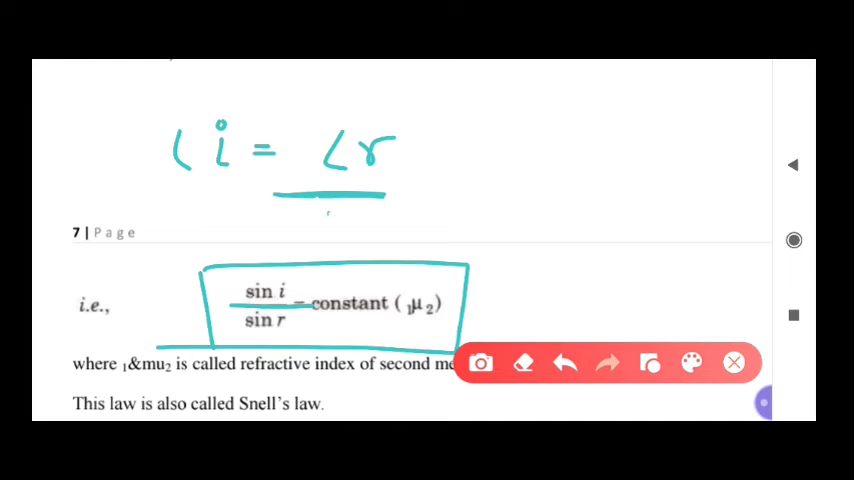 ∠i = ∠r
7 | Page
i.e., sin i / sin r = constant (₁μ₂)
where ₁&mu₂ is called refractive index of second
This law is also called Snell's law.